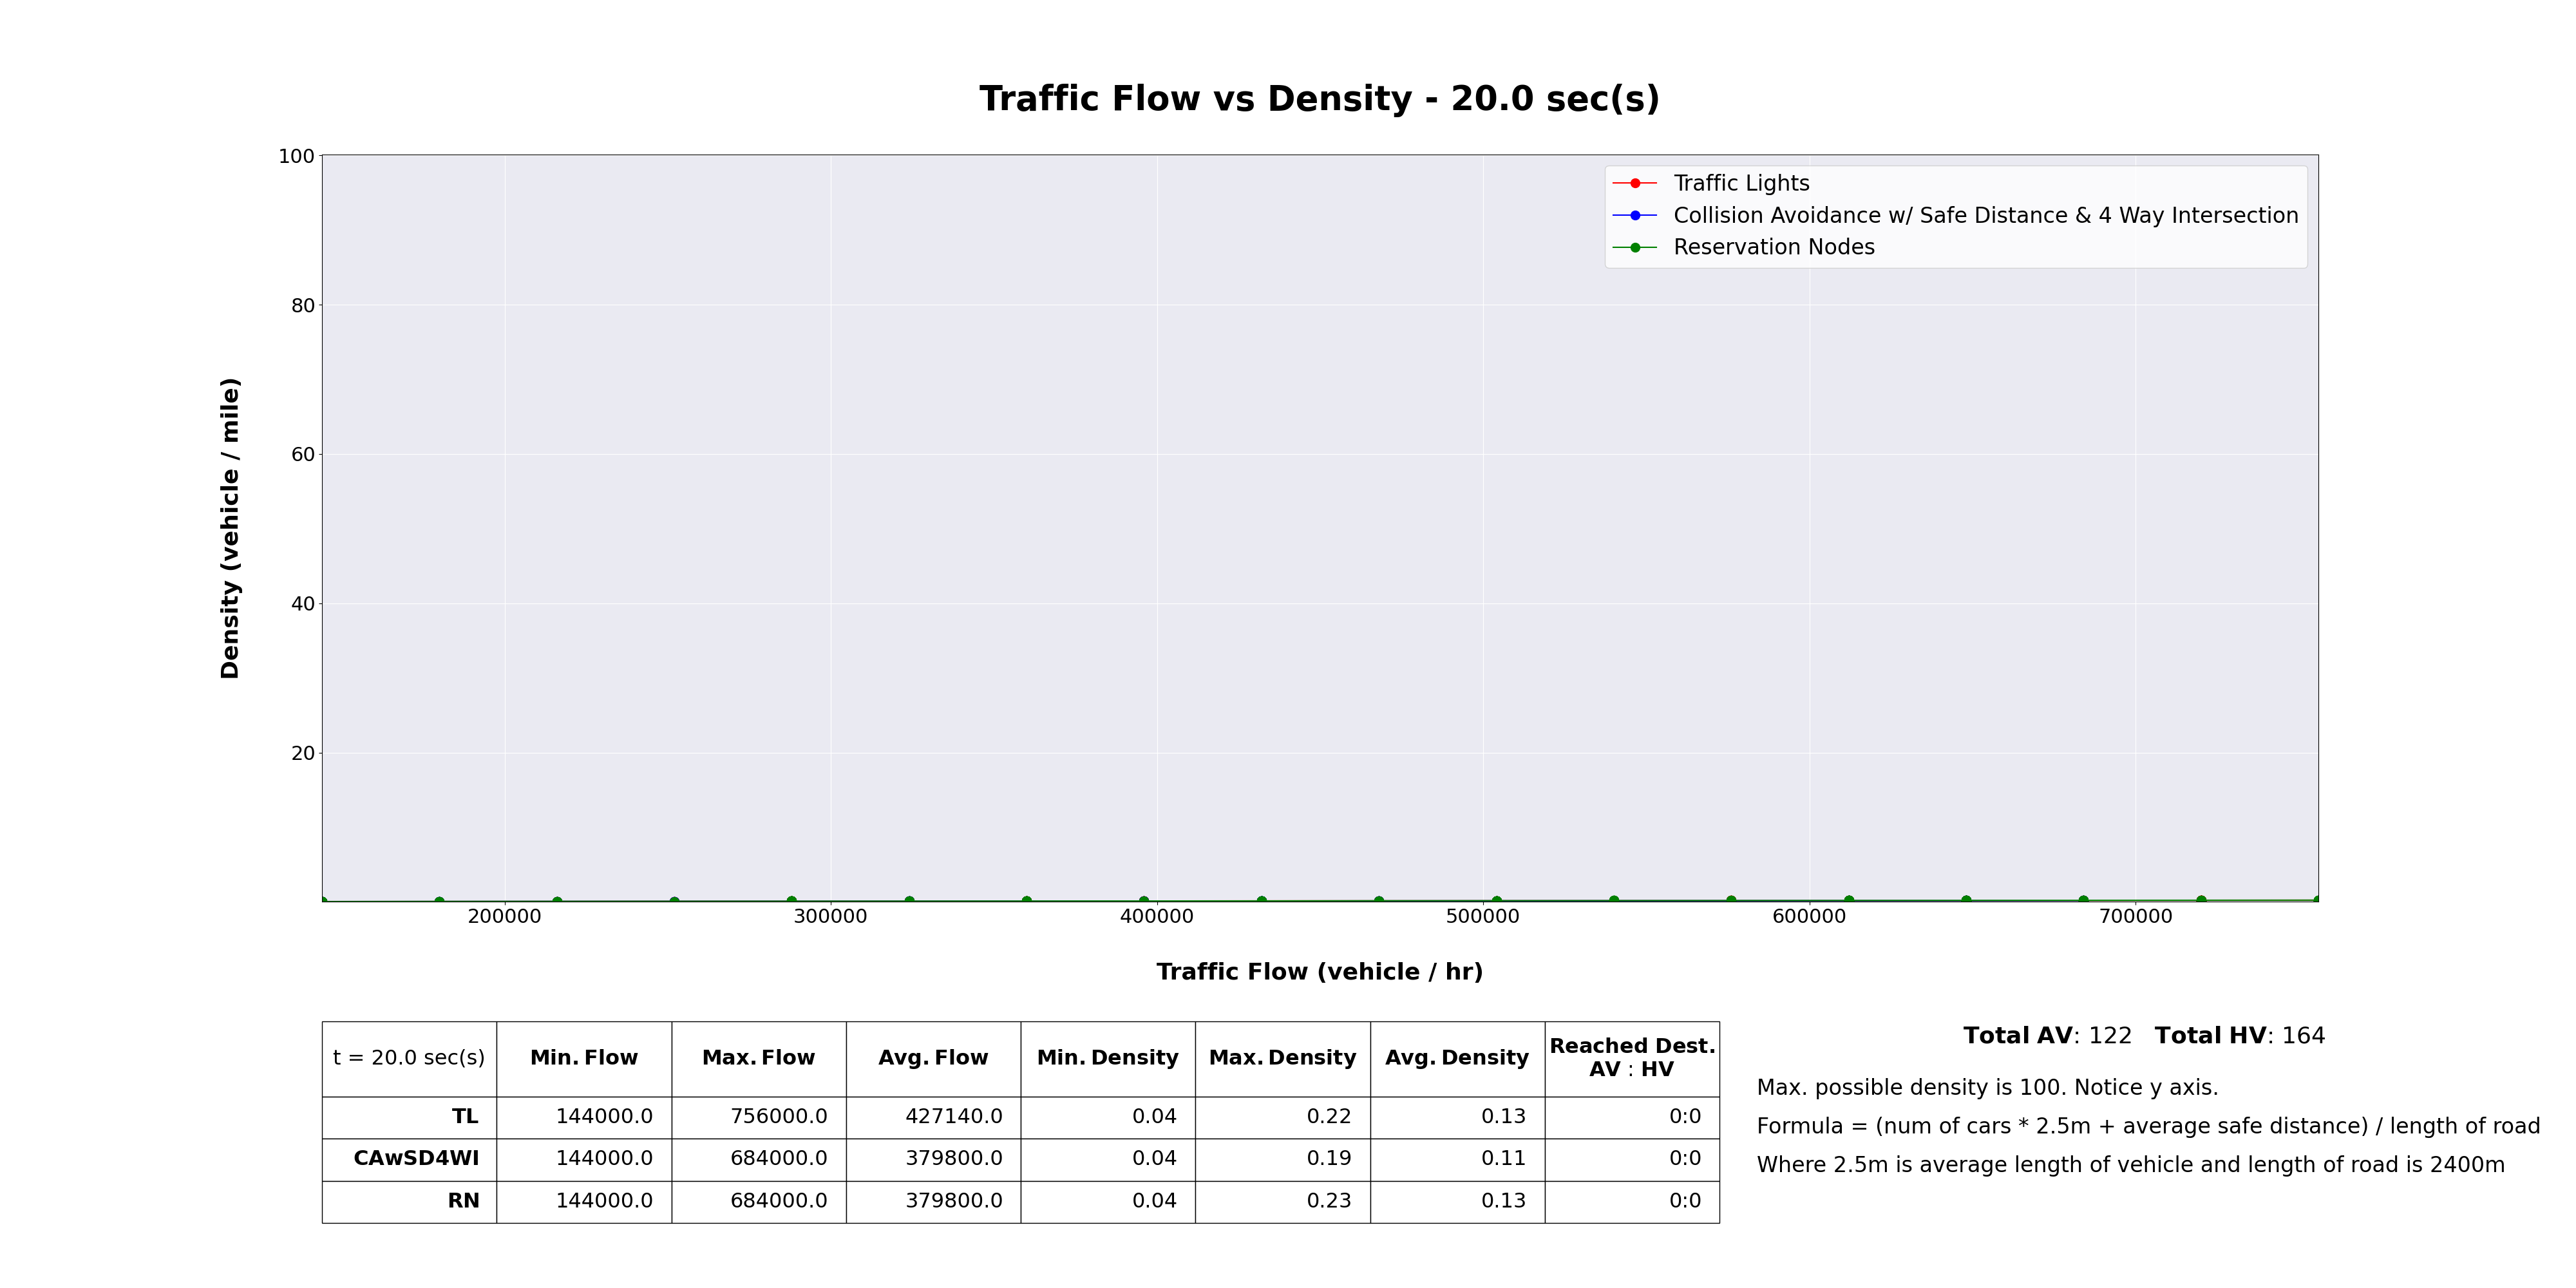 Traffic Flow vs Density - 20.0 sec(s)
100
80
60
40
20
Density (vehicle / mile)
Traffic Lights
Collision Avoidance w/ Safe Distance & 4 Way Intersection
Reservation Nodes
200000 300000 400000 500000 600000 700000
Traffic Flow (vehicle / hr)
t = 20.0 sec(s) Min. Flow Max. Flow Avg. Flow Min. Density Max. Density Avg. Density Reached Dest.
AV : HV
TL 144000.0 756000.0 427140.0 0.04 0.22 0.13 0:0
CAwSD4WI 144000.0 684000.0 379800.0 0.04 0.19 0.11 0:0
RN 144000.0 684000.0 379800.0 0.04 0.23 0.13 0:0
Total AV: 122 Total HV: 164
Max. possible density is 100. Notice y axis.
Formula = (num of cars * 2.5m + average safe distance) / length of road
Where 2.5m is average length of vehicle and length of road is 2400m